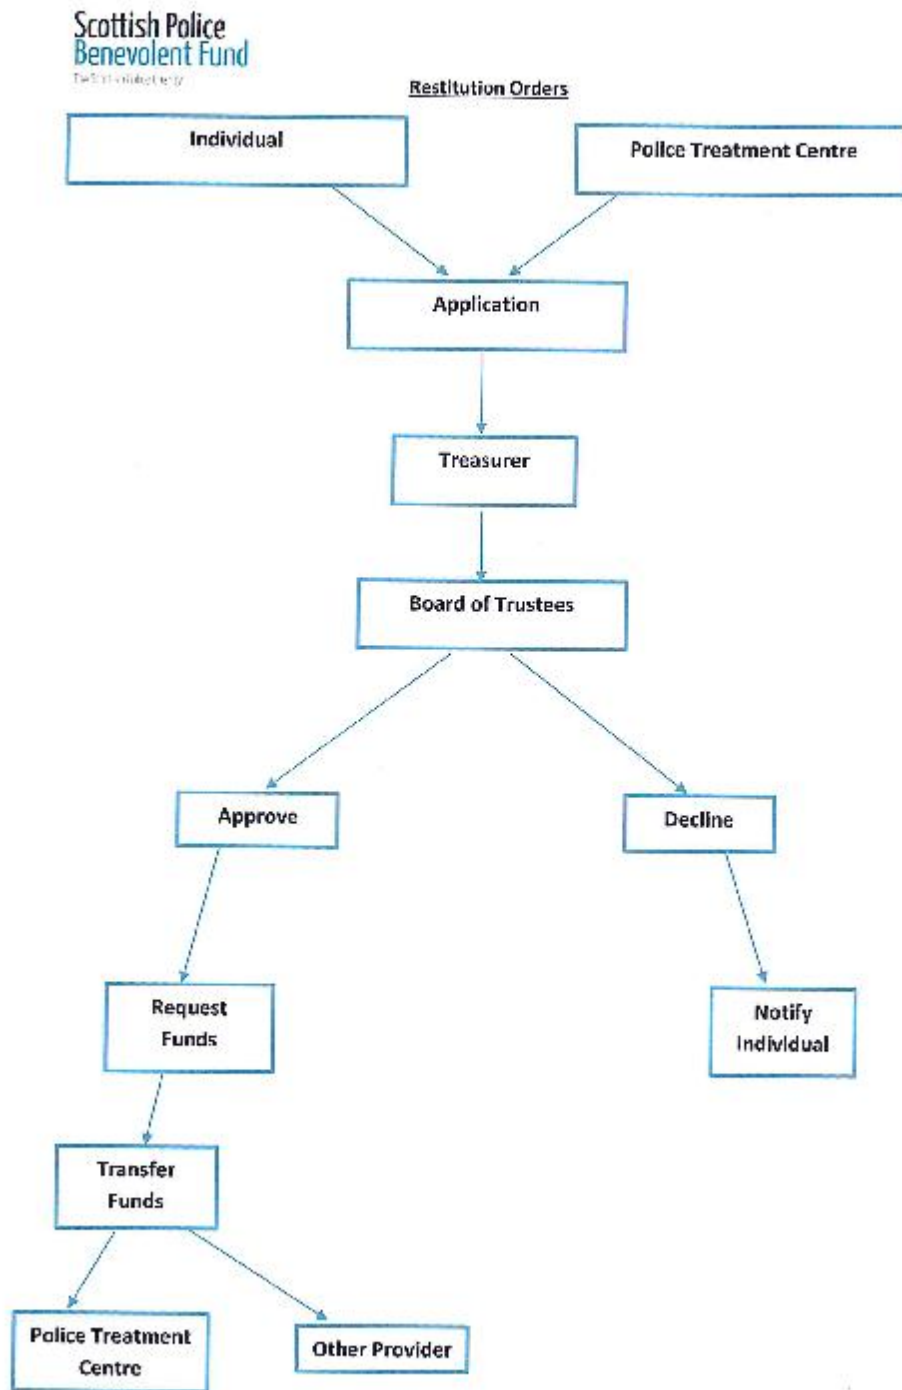 Scottish Police
Benevolent Fund
Restitution Orders
Individual
Police Treatment Centre
Application
Treasurer
Board of Trustees
Approve
Decline
Request
Funds
Notify
Individual
Transfer
Funds
Police Treatment
Centre
Other Provider